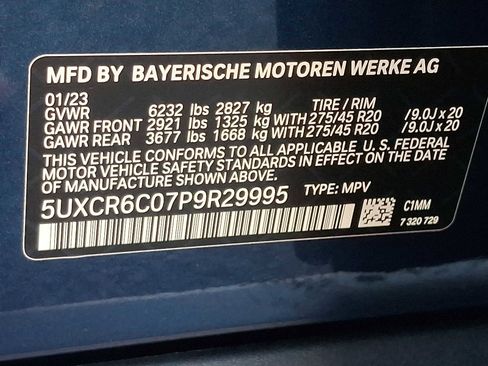 MFD BY BAYERISCHE MOTOREN WERKE AG
01/23
GVWR 6232 lbs 2827 kg TIRE / RIM
GAWR FRONT 2921 lbs 1325 kg WITH 275/45 R20 / 9.0J x 20
GAWR REAR 3677 lbs 1668 kg WITH 275/45 R20 / 9.0J x 20
THIS VEHICLE CONFORMS TO ALL APPLICABLE U. S. FEDERAL
MOTOR VEHICLE SAFETY STANDARDS IN EFFECT ON THE
DATE OF MANUFACTURE SHOWN ABOVE.
5UXCR6C07P9R29995 TYPE: MPV
C1MM
7 320 729